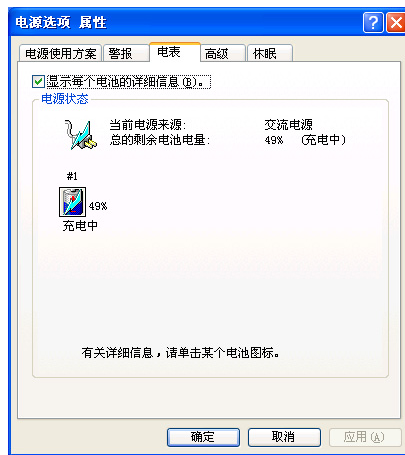 电源选项 属性
电源使用方案 警报 电表 高级 休眠
显示每个电池的详细信息(B)。
电源状态
当前电源来源: 交流电源
总的剩余电池电量: 49% (充电中)
#1
49%
充电中
有关详细信息，请单击某个电池图标。
确定 取消 应用(A)